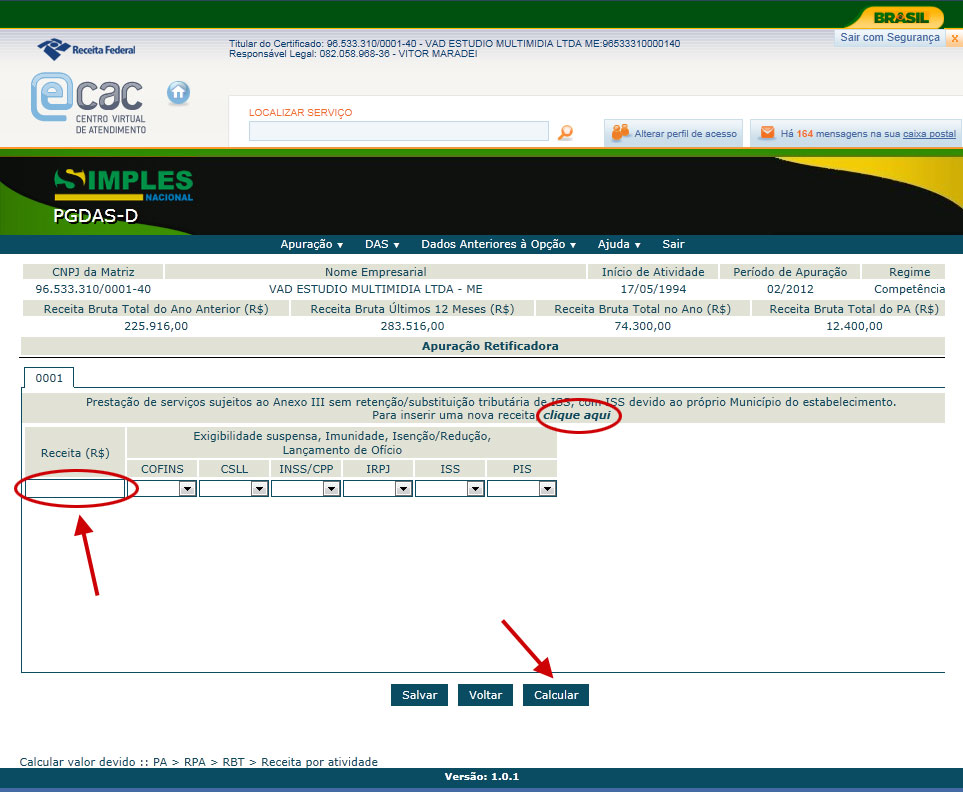 BRASIL
Sair com Segurança x
Receita Federal
Titular do Certificado: 96.533.310/0001-40 - VAD ESTUDIO MULTIMIDIA LTDA ME:96533310000140
Responsável Legal: 082.058.968-36 - VITOR MARADEI
eCAC
CENTRO VIRTUAL
DE ATENDIMENTO
LOCALIZAR SERVIÇO
Alterar perfil de acesso
Há 164 mensagens na sua caixa postal
SIMPLES
NACIONAL
PGDAS-D
Apuração DAS Dados Anteriores à Opção Ajuda Sair
CNPJ da Matriz Nome Empresarial Início de Atividade Período de Apuração Regime
96.533.310/0001-40 VAD ESTUDIO MULTIMIDIA LTDA - ME 17/05/1994 02/2012 Competência
Receita Bruta Total do Ano Anterior (R$) Receita Bruta Últimos 12 Meses (R$) Receita Bruta Total no Ano (R$) Receita Bruta Total do PA (R$)
225.916,00 283.516,00 74.300,00 12.400,00
Apuração Retificadora
0001
Prestação de serviços sujeitos ao Anexo III sem retenção/substituição tributária de ISS, com ISS devido ao próprio Município do estabelecimento.
Para inserir uma nova receita, clique aqui
Receita (R$)
Exigibilidade suspensa, Imunidade, Isenção/Redução,
Lançamento de Ofício
COFINS CSLL INSS/CPP IRPJ ISS PIS
Salvar Voltar Calcular
Calcular valor devido :: PA > RPA > RBT > Receita por atividade
Versão: 1.0.1